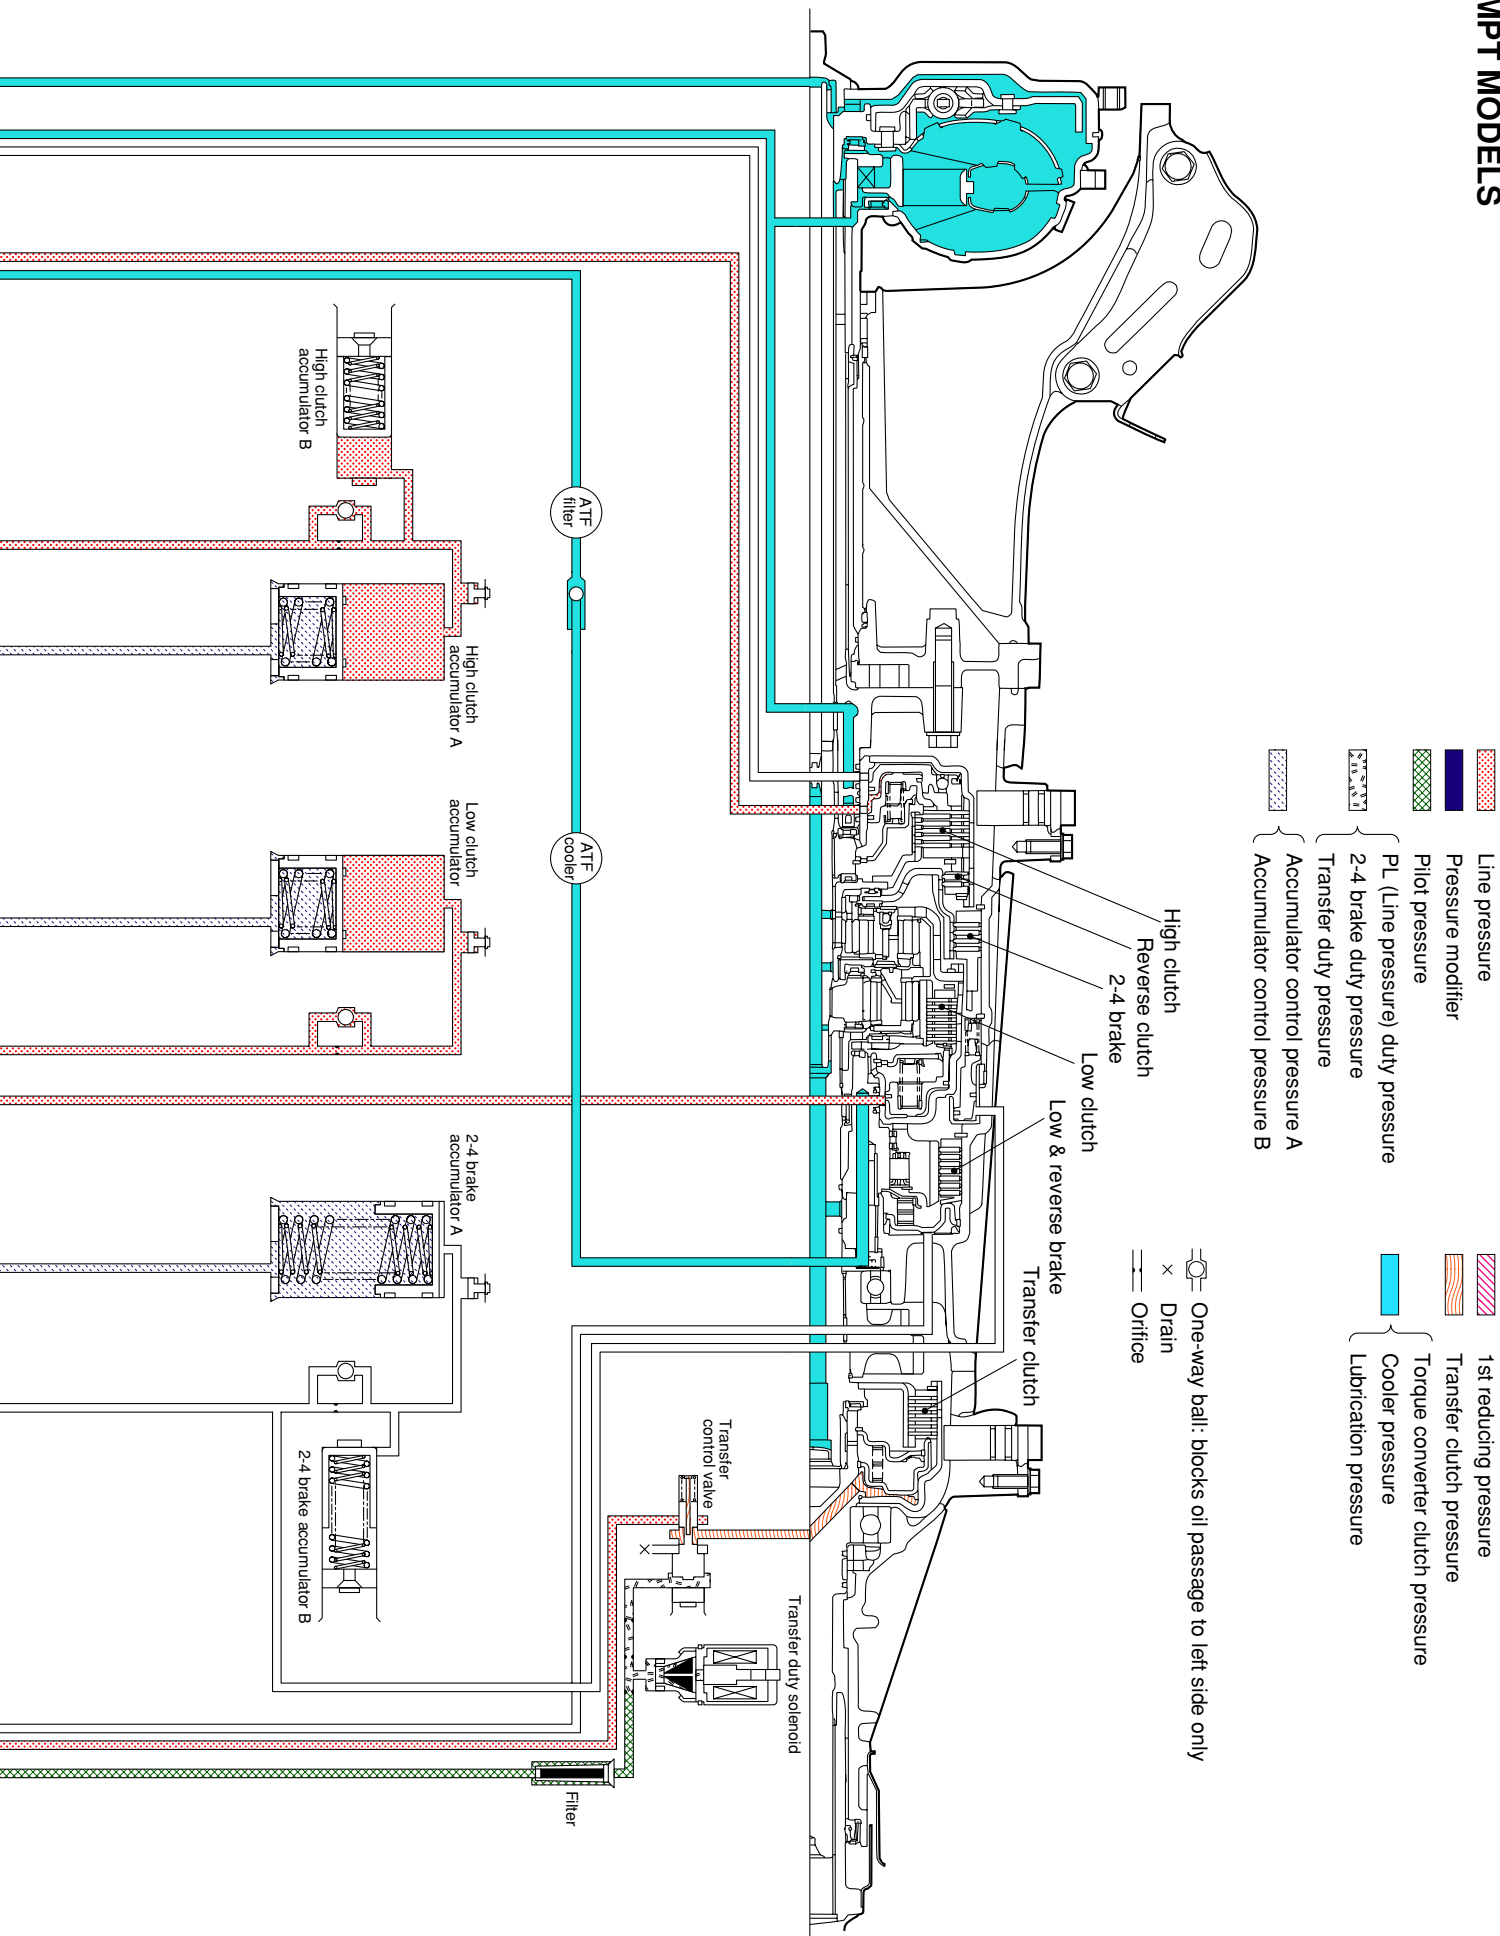 MPT MODELS
Line pressure
Pressure modifier
Pilot pressure
PL (Line pressure) duty pressure
2-4 brake duty pressure
Transfer duty pressure
Accumulator control pressure A
Accumulator control pressure B
1st reducing pressure
Transfer clutch pressure
Torque converter clutch pressure
Cooler pressure
Lubrication pressure
One-way ball: blocks oil passage to left side only
Drain
Orifice
High clutch
Reverse clutch
2-4 brake
Low clutch
Low & reverse brake
Transfer clutch
Transfer duty solenoid
Transfer
control valve
ATF
filter
ATF
cooler
Filter
High clutch
accumulator A
Low clutch
accumulator
2-4 brake
accumulator A
High clutch
accumulator B
2-4 brake accumulator B